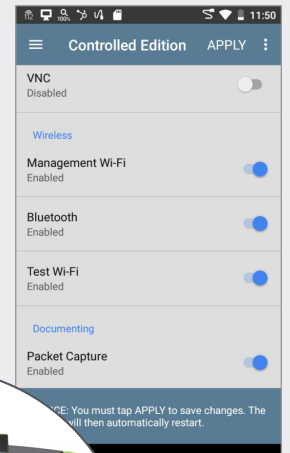 100% 11:50
Controlled Edition APPLY
VNC
Disabled
Wireless
Management Wi-Fi
Enabled
Bluetooth
Enabled
Test Wi-Fi
Enabled
Documenting
Packet Capture
Enabled
You must tap APPLY to save changes. The
will then automatically restart.